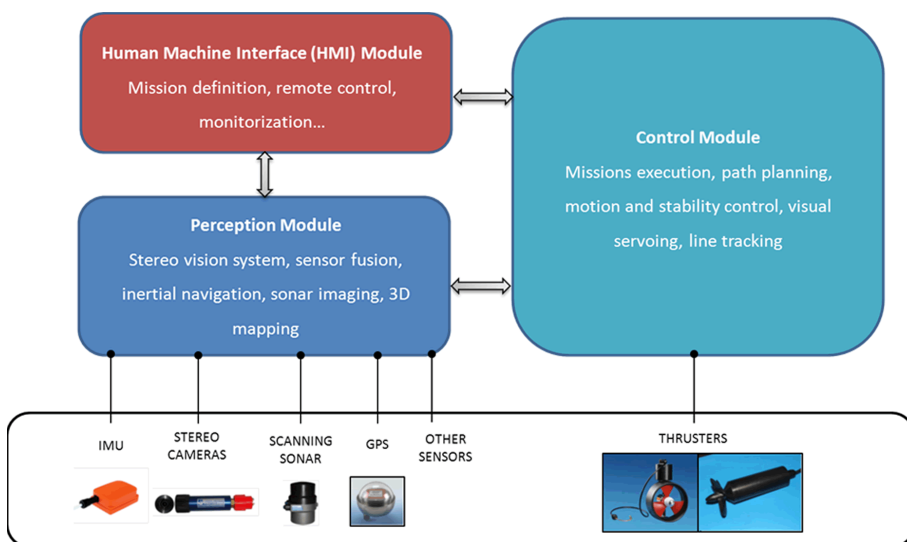 Human Machine Interface (HMI) Module
Mission definition, remote control,
monitorization...
Control Module
Missions execution, path planning,
motion and stability control, visual
servoing, line tracking
Perception Module
Stereo vision system, sensor fusion,
inertial navigation, sonar imaging, 3D
mapping
IMU
STEREO
CAMERAS
SCANNING
SONAR
GPS
OTHER
SENSORS
THRUSTERS